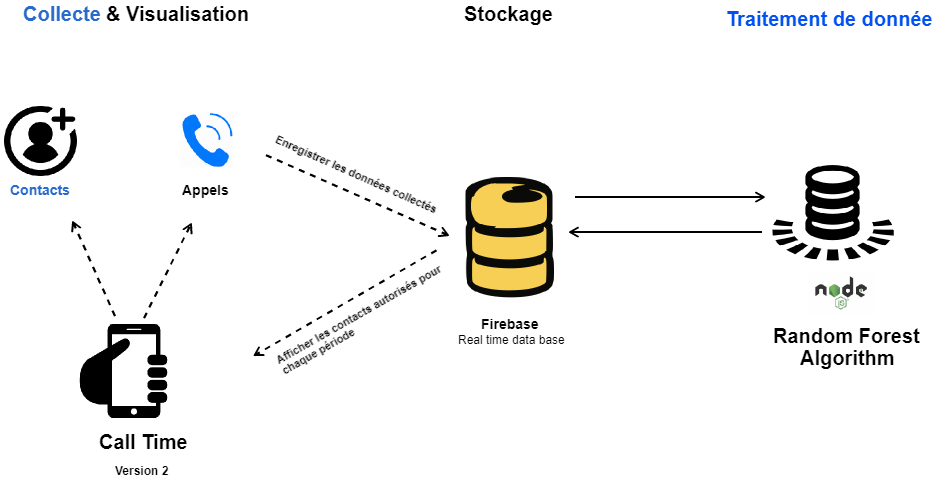 Collecte & Visualisation
Stockage
Traitement de donnée
Contacts
Appels
Enregistrer les données collectés
Afficher les contacts autorisés pour
chaque période
Firebase
Real time data base
node
JS
Random Forest
Algorithm
Call Time
Version 2